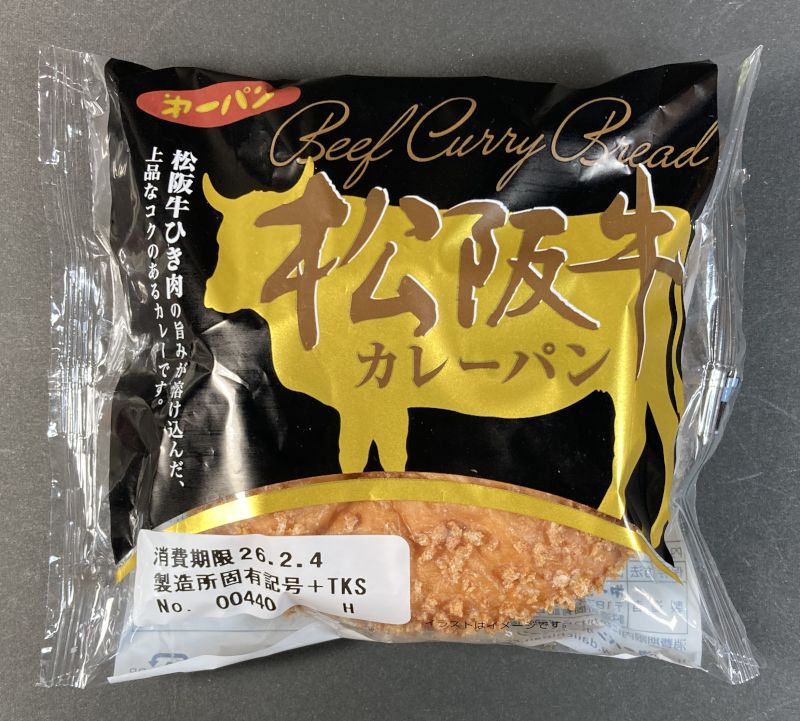 第一パン
Beef Curry Bread
松阪牛
カレーパン
松阪牛ひき肉の旨みが溶け込んだ、
上品なコクのあるカレーです。
消費期限 26.2.4
製造所固有記号+TKS
No. 00440 H
イラストはイメージです。